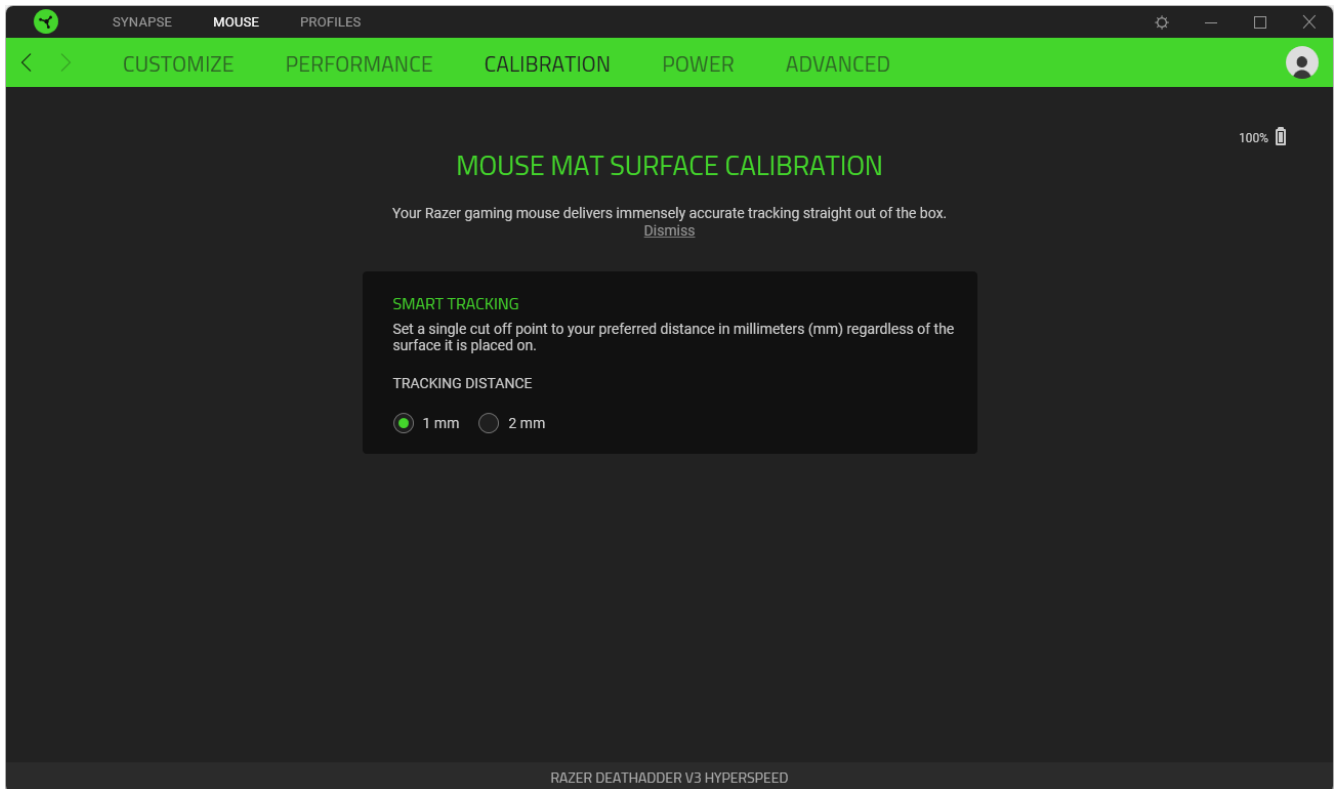 SYNAPSE MOUSE PROFILES
CUSTOMIZE PERFORMANCE CALIBRATION POWER ADVANCED
100%
MOUSE MAT SURFACE CALIBRATION
Your Razer gaming mouse delivers immensely accurate tracking straight out of the box.
Dismiss
SMART TRACKING
Set a single cut off point to your preferred distance in millimeters (mm) regardless of the
surface it is placed on.
TRACKING DISTANCE
1 mm 2 mm
RAZER DEATHADDER V3 HYPERSPEED